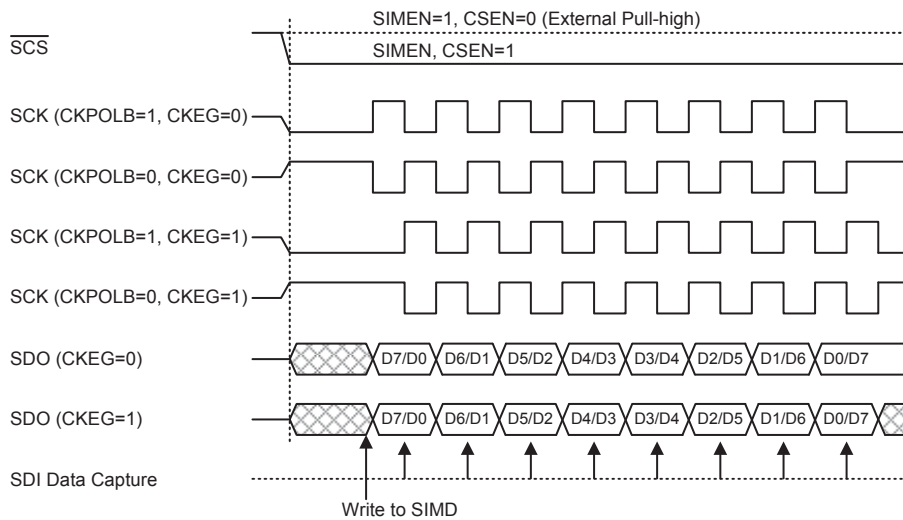 SIMEN=1, CSEN=0 (External Pull-high)
SCS
SIMEN, CSEN=1
SCK (CKPOLB=1, CKEG=0)
SCK (CKPOLB=0, CKEG=0)
SCK (CKPOLB=1, CKEG=1)
SCK (CKPOLB=0, CKEG=1)
SDO (CKEG=0) D7/D0 D6/D1 D5/D2 D4/D3 D3/D4 D2/D5 D1/D6 D0/D7
SDO (CKEG=1) D7/D0 D6/D1 D5/D2 D4/D3 D3/D4 D2/D5 D1/D6 D0/D7
SDI Data Capture
Write to SIMD